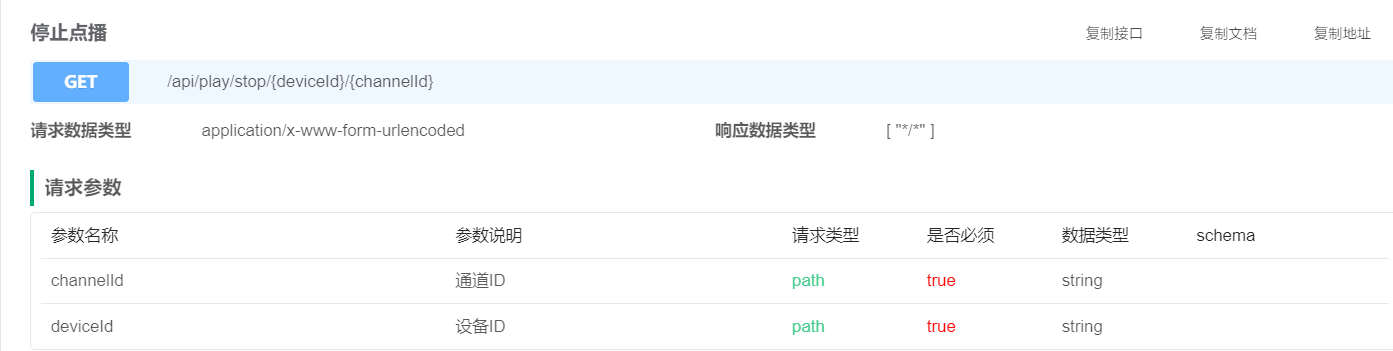 停止点播 复制接口 复制文档 复制地址
GET /api/play/stop/{deviceId}/{channelId}
请求数据类型 application/x-www-form-urlencoded 响应数据类型 [ "*/*" ]
请求参数
参数名称 参数说明 请求类型 是否必须 数据类型 schema
channelId 通道ID path true string
deviceId 设备ID path true string